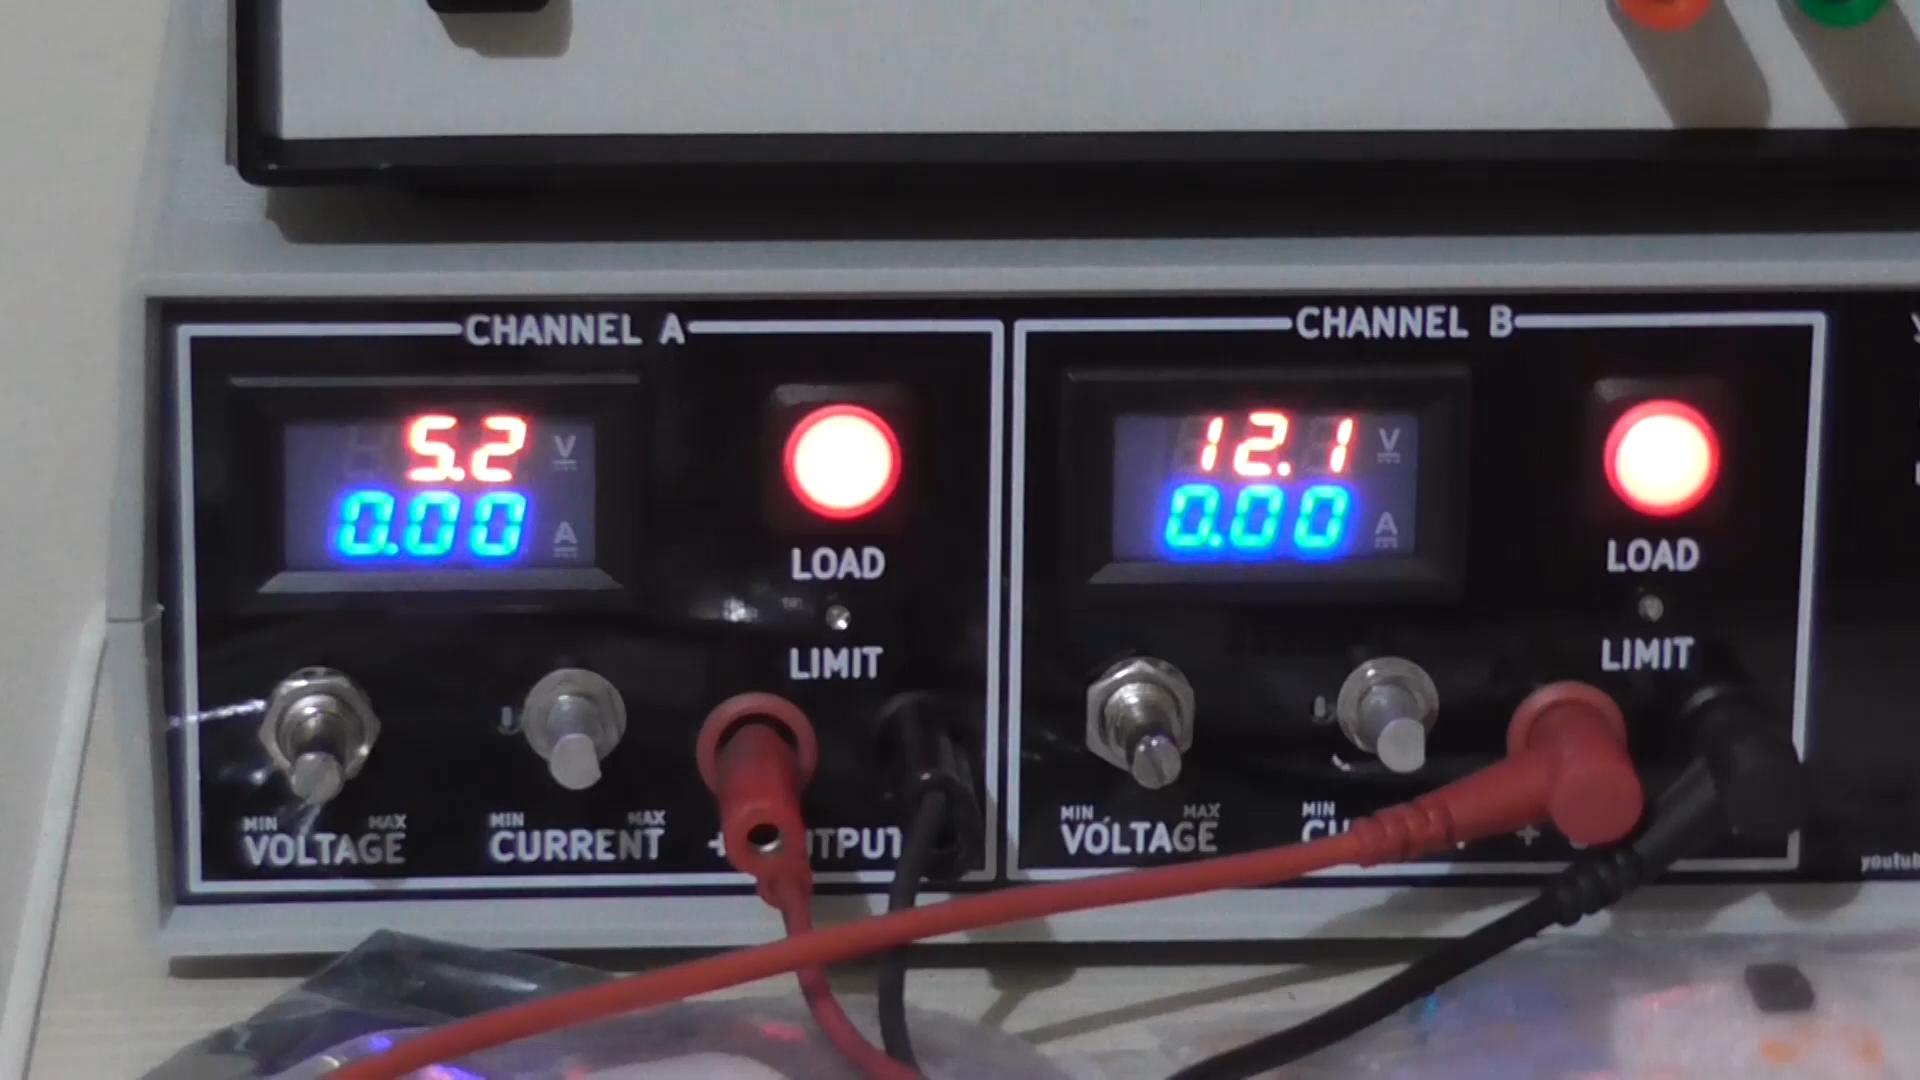 CHANNEL A
5.2 V
0.00 A
LOAD
LIMIT
MIN MAX
VOLTAGE
MIN MAX
CURRENT
+
CHANNEL B
12.1 V
0.00 A
LOAD
LIMIT
MIN MAX
VOLTAGE
MIN
+